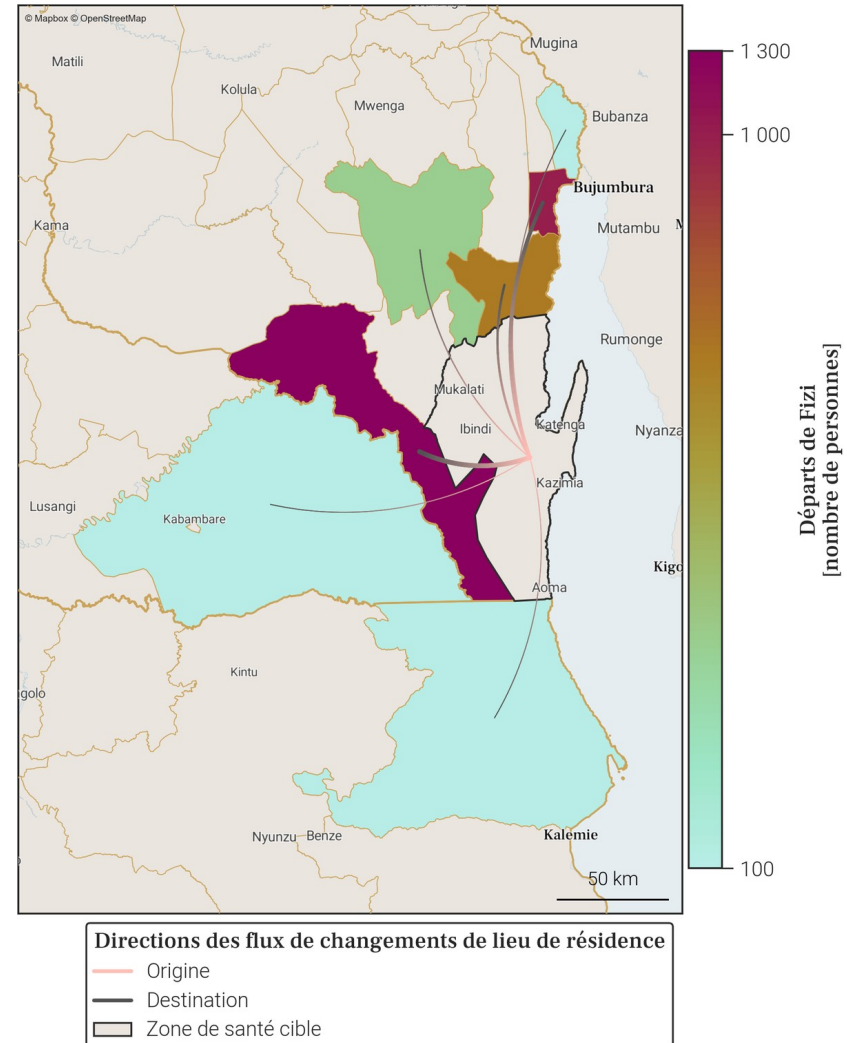 © Mapbox © OpenStreetMap
Mugina
Matili
Kolula
Mwenga
Bubanza
Bujumbura
Kama
Mutambu
Rumonge
Mukalati
Ibindi
Katenga
Nyanza
Kazimia
Lusangi
Kabambare
Kigo
Aoma
Kintu
golo
Nyunzu
Benze
Kalemie
50 km
1 300
1 000
100
Départs de Fizi
[nombre de personnes]
Directions des flux de changements de lieu de résidence
Origine
Destination
Zone de santé cible